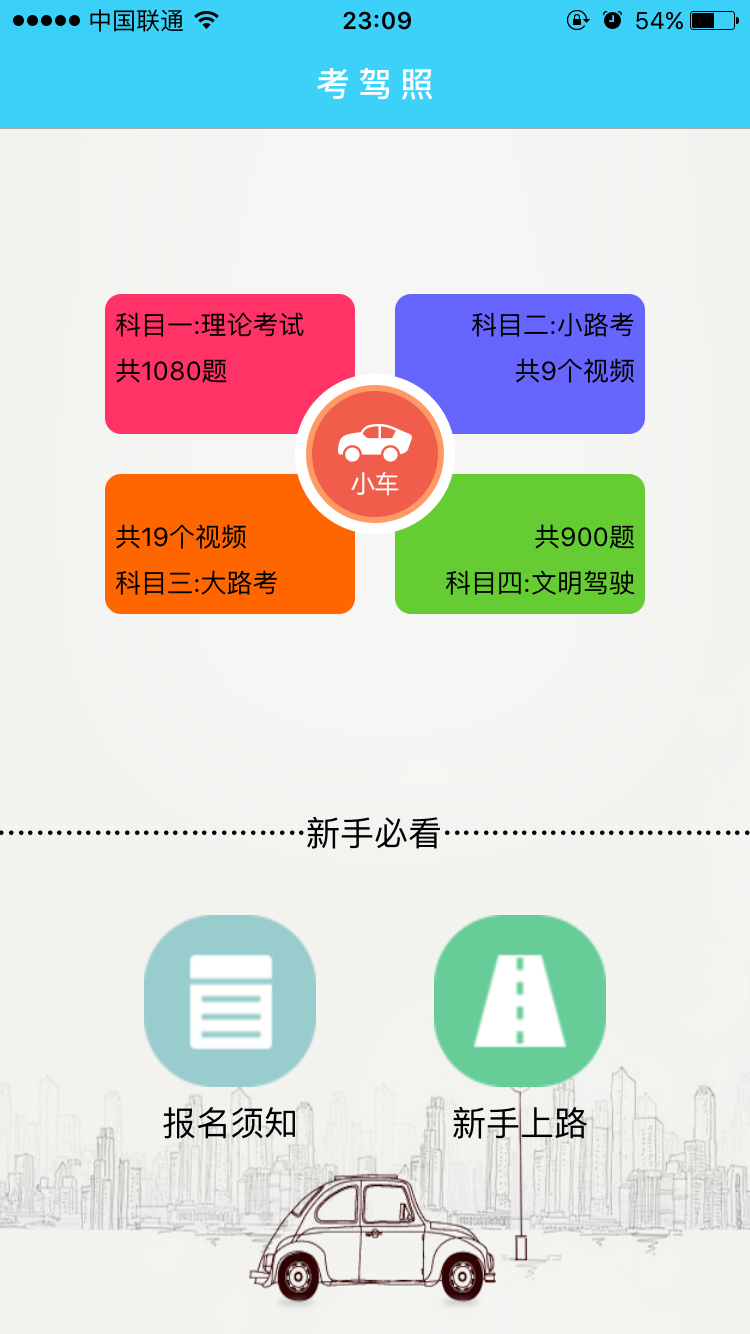 中国联通
23:09
54%
考驾照
科目一:理论考试
共1080题
科目二:小路考
共9个视频
小车
共19个视频
科目三:大路考
共900题
科目四:文明驾驶
新手必看
报名须知
新手上路